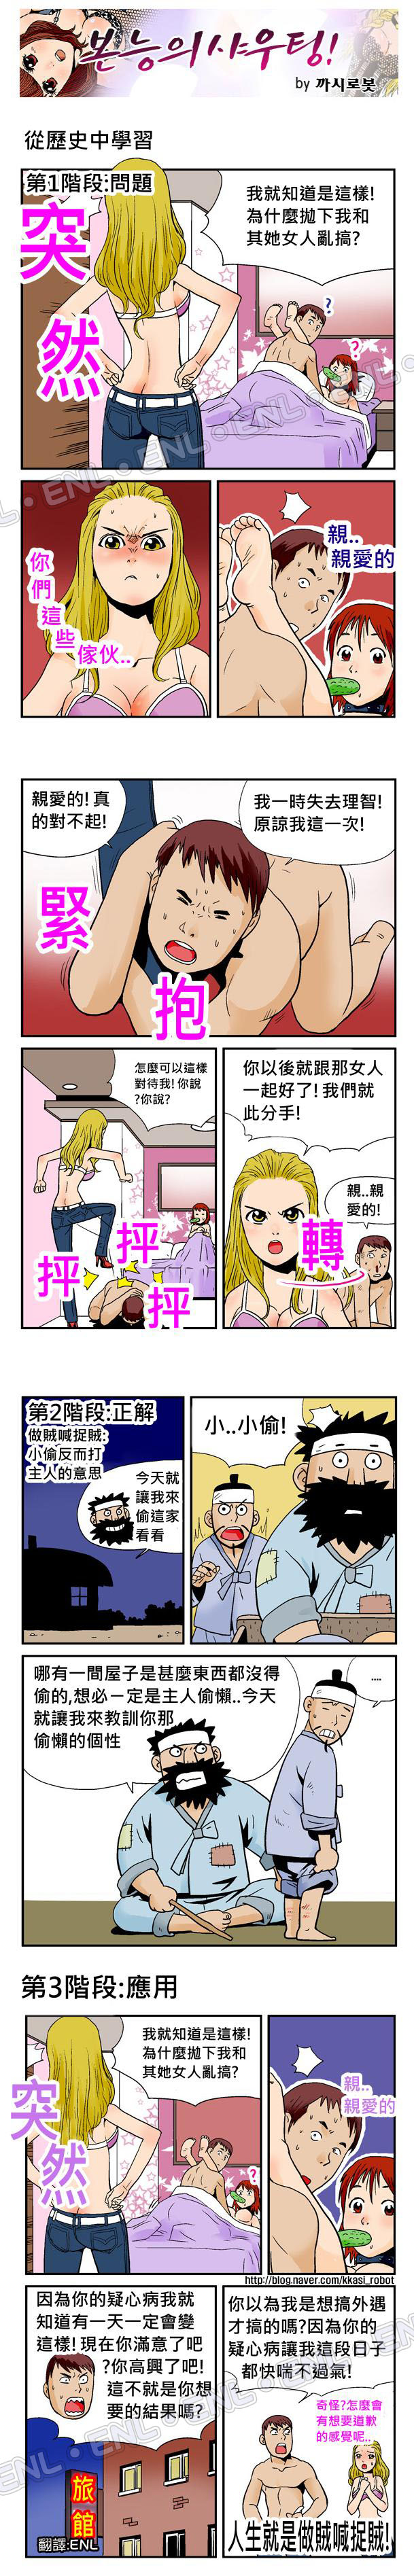 본능의샤우팅!
by 까시로봇
從歷史中學習
第1階段:問題
突
然
我就知道是這樣!
為什麼拋下我和
其她女人亂搞?
?
?
你
們
這
些
傢伙..
親..
親愛的
親愛的! 真
的對不起!
我一時失去理智!
原諒我這一次!
緊
抱
怎麼可以這樣
對待我! 你說
?你說?
抨
抨
抨
你以後就跟那女人
一起好了! 我們就
此分手!
親..親
愛的!
轉
第2階段:正解
做賊喊捉賊:
小偷反而打
主人的意思
今天就
讓我來
偷這家
看看
小..小偷!
哪有一間屋子是甚麼東西都沒得
偷的,想必一定是主人偷懶..今天
就讓我來教訓你那
偷懶的個性
....
第3階段:應用
突
然
我就知道是這樣!
為什麼拋下我和
其她女人亂搞?
?
親..
親愛的
http://blog.naver.com/kkasi_robot
因為你的疑心病我就
知道有一天一定會變
這樣! 現在你滿意了吧
?你高興了吧!
這不就是你想
要的結果嗎?
旅
館
翻譯:ENL
你以為我是想搞外遇
才搞的嗎?因為你的
疑心病讓我這段日子
都快喘不過氣!
奇怪?怎麼會
有想要道歉
的感覺呢..
人生就是做賊喊捉賊!
ENL • ENL • ENL • ENL
ENL • ENL • ENL • ENL